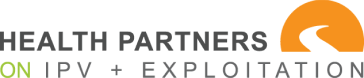 HEALTH PARTNERS
ON IPV + EXPLOITATION